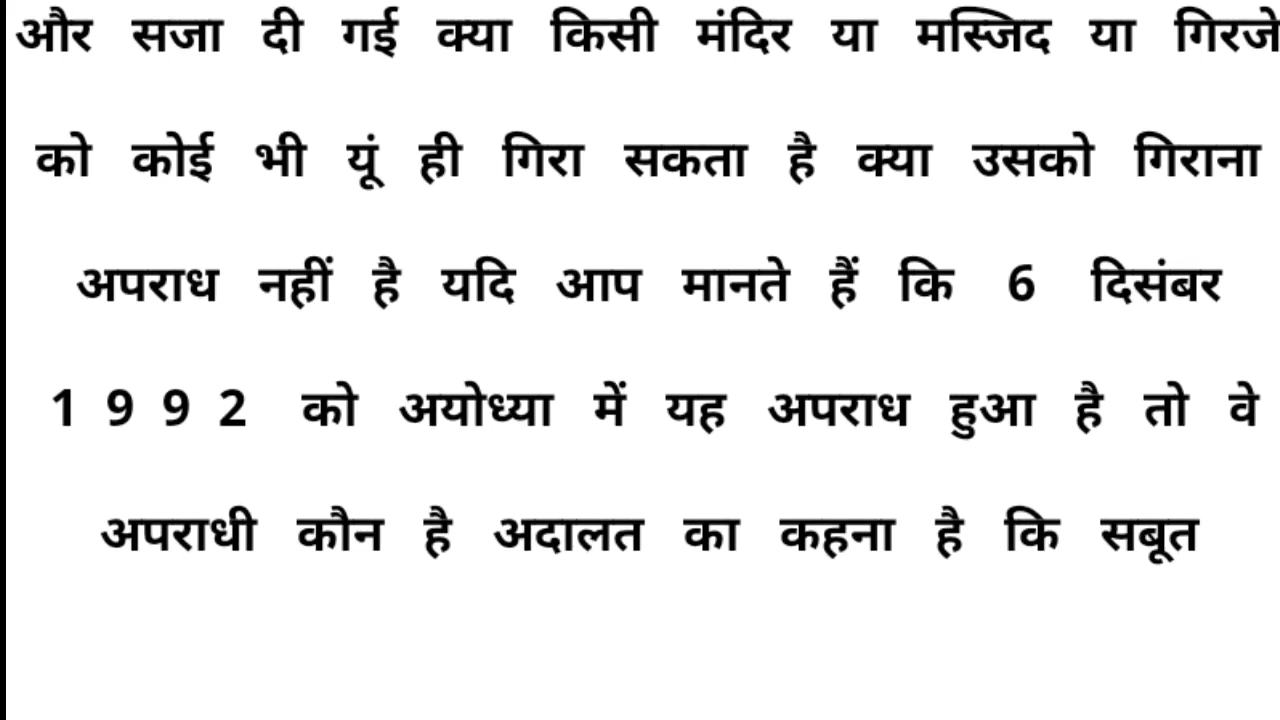 और सजा दी गई क्या किसी मंदिर या मस्जिद या गिरजे
को कोई भी यूं ही गिरा सकता है क्या उसको गिराना
अपराध नहीं है यदि आप मानते हैं कि 6 दिसंबर
1 9 9 2 को अयोध्या में यह अपराध हुआ है तो वे
अपराधी कौन है अदालत का कहना है कि सबूत